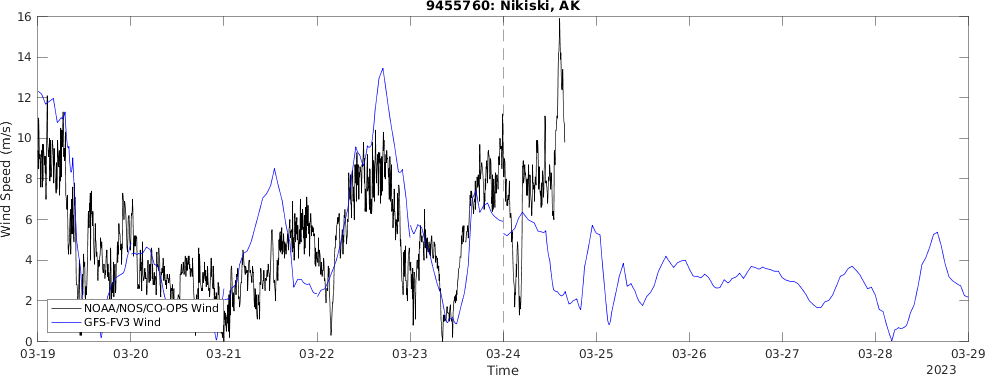 9455760: Nikiski, AK
Wind Speed (m/s)
16
14
12
10
8
6
4
2
0
NOAA/NOS/CO-OPS Wind
GFS-FV3 Wind
03-19 03-20 03-21 03-22 03-23 03-24 03-25 03-26 03-27 03-28 03-29
Time
2023